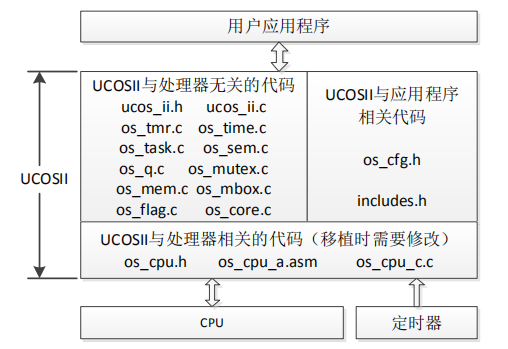 用户应用程序
UCOSII与处理器无关的代码
ucos_ii.h ucos_ii.c
os_tmr.c os_time.c
os_task.c os_sem.c
os_q.c os_mutex.c
os_mem.c os_mbox.c
os_flag.c os_core.c
UCOSII与应用程序
相关代码
os_cfg.h
includes.h
UCOSII
UCOSII与处理器相关的代码（移植时需要修改）
os_cpu.h os_cpu_a.asm os_cpu_c.c
CPU
定时器